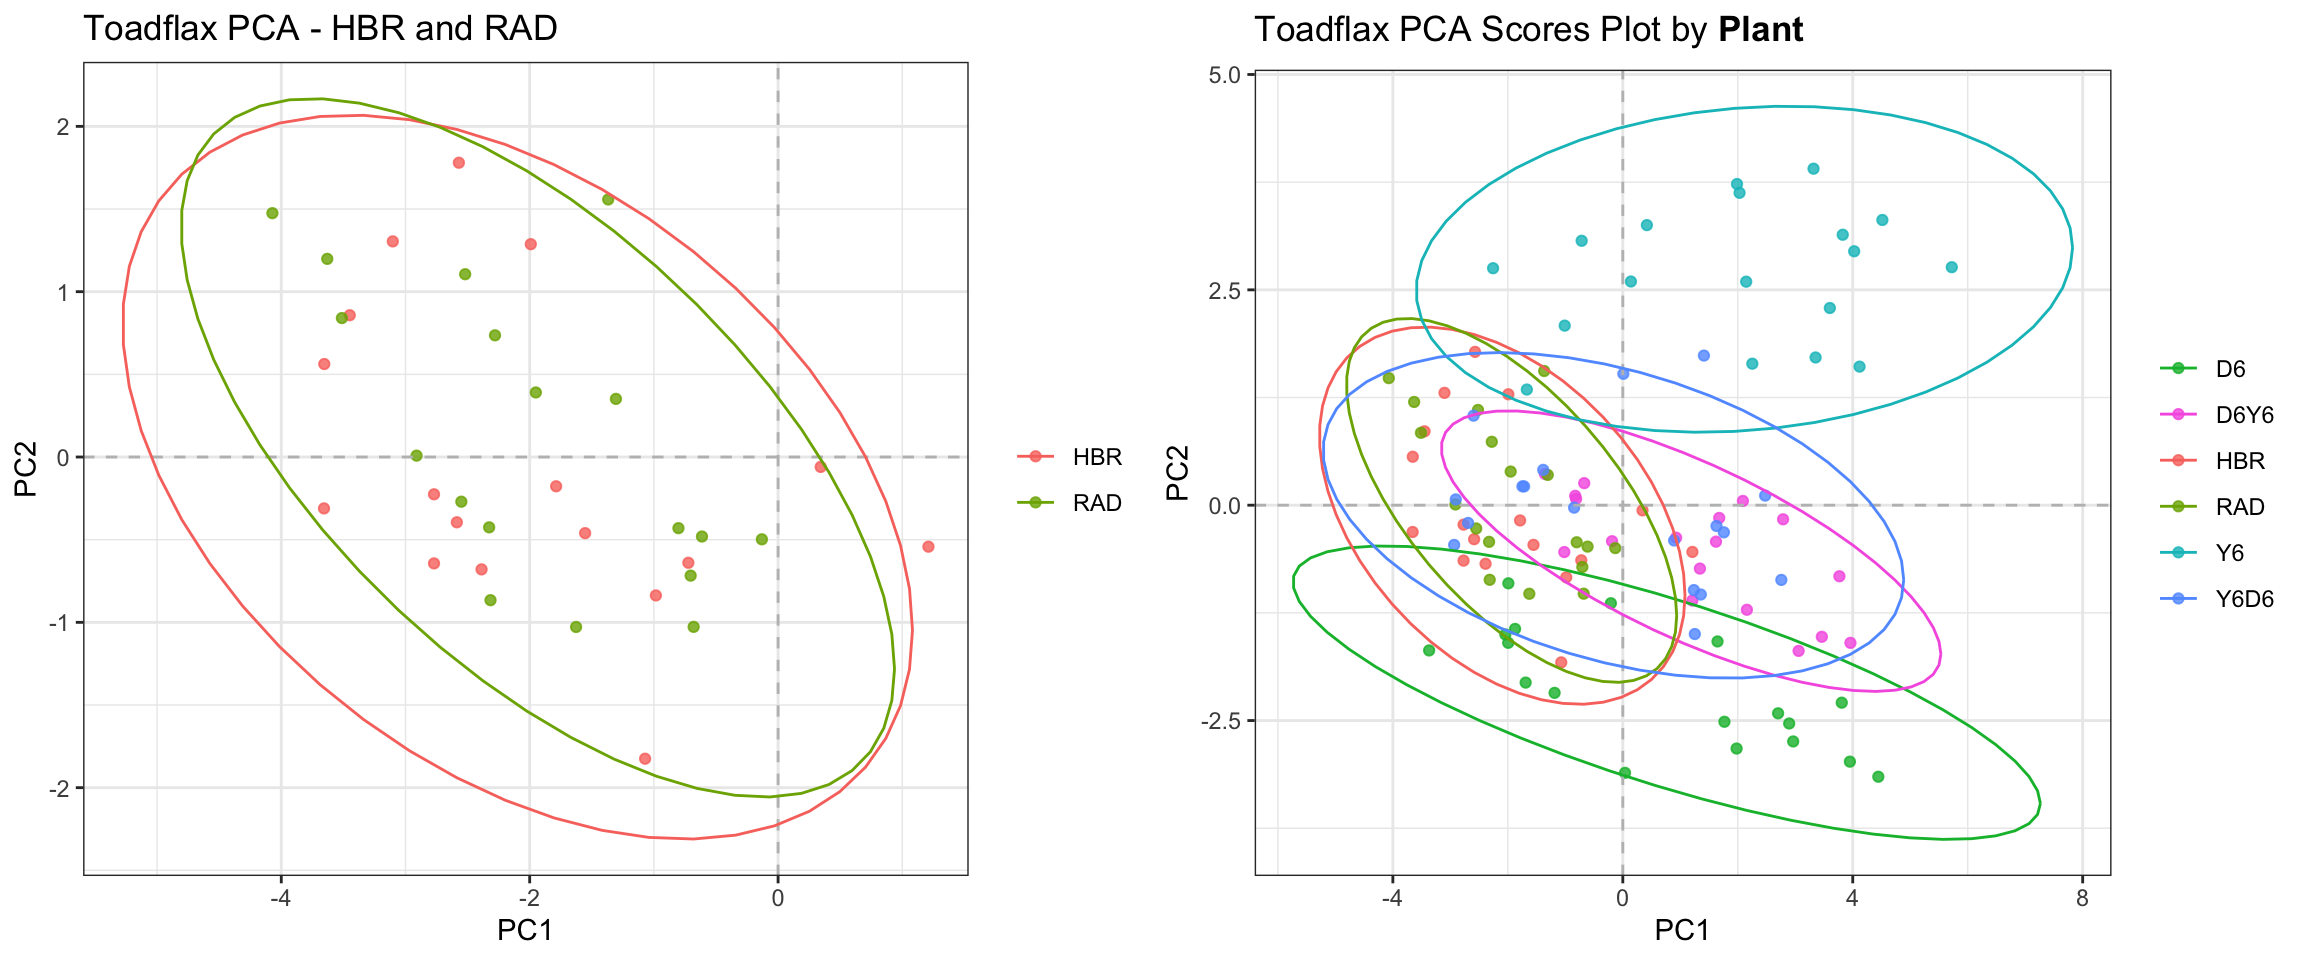 Toadflax PCA - HBR and RAD
PC2
2
1
0
-1
-2
-4
-2
0
PC1
HBR
RAD
Toadflax PCA Scores Plot by Plant
PC2
5.0
2.5
0.0
-2.5
-4
0
4
8
PC1
D6
D6Y6
HBR
RAD
Y6
Y6D6